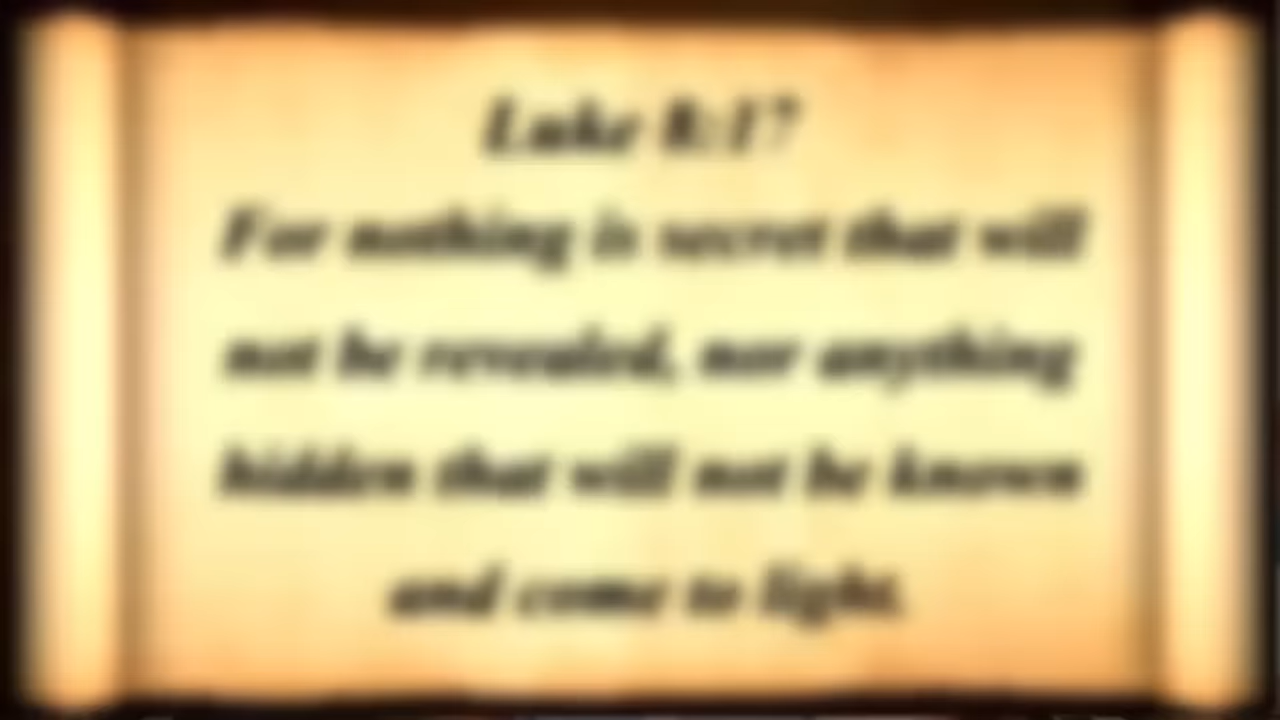 Luke 8:17
For nothing is secret that will
not be revealed, nor anything
hidden that will not be known
and come to light.